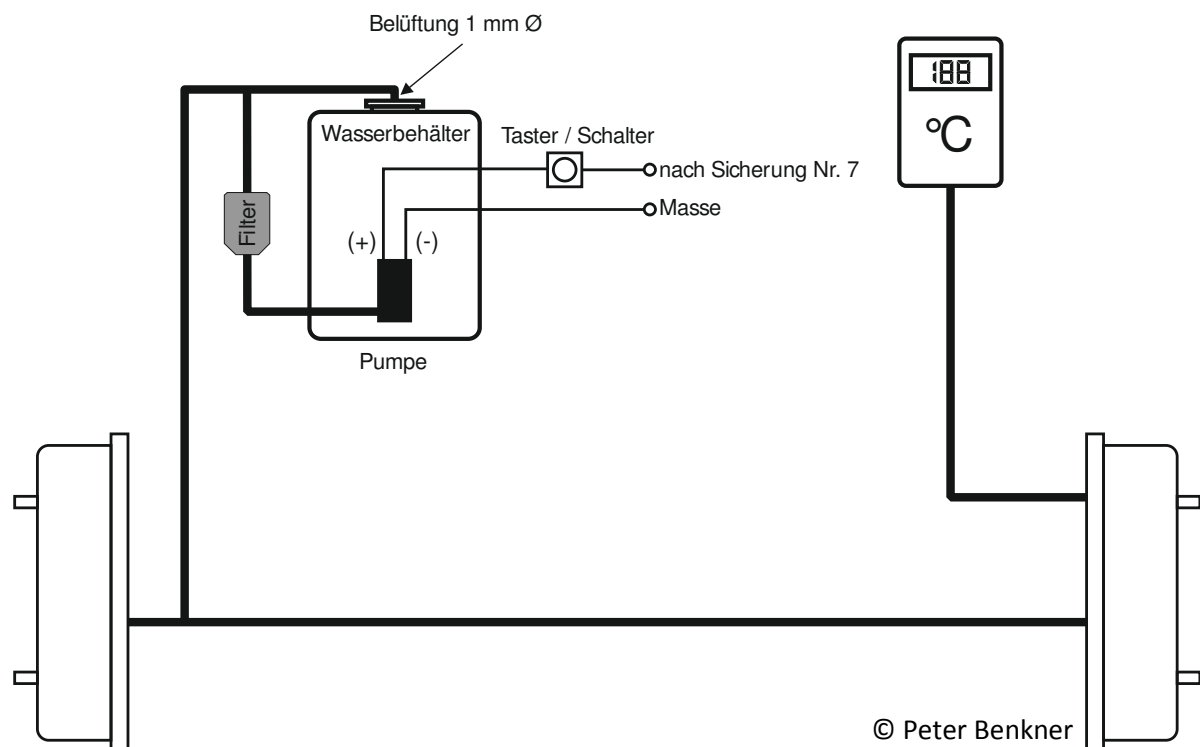 Belüftung 1 mm Ø
188
°C
Wasserbehälter
Taster / Schalter
nach Sicherung Nr. 7
Masse
Filter
(+)
(-)
Pumpe
© Peter Benkner